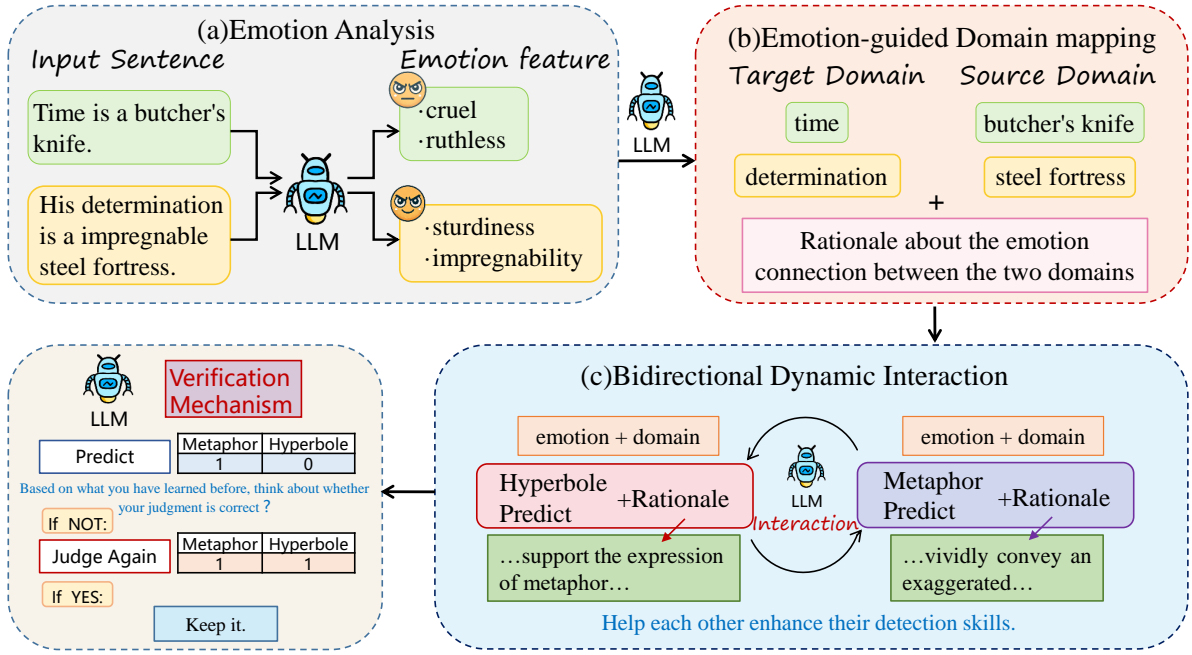 (a)Emotion Analysis
Input Sentence
Emotion feature
Time is a butcher's
knife.
·cruel
·ruthless
LLM
His determination
is a impregnable
steel fortress.
·sturdiness
·impregnability
LLM
(b)Emotion-guided Domain mapping
Target Domain
Source Domain
time
butcher's knife
determination
steel fortress
+
Rationale about the emotion
connection between the two domains
(c)Bidirectional Dynamic Interaction
emotion + domain
emotion + domain
Hyperbole
Predict
+Rationale
LLM
Interaction
Metaphor
Predict
+Rationale
…support the expression
of metaphor…
…vividly convey an
exaggerated…
Help each other enhance their detection skills.
LLM
Verification
Mechanism
Predict
Metaphor Hyperbole
1 0
Based on what you have learned before, think about whether
your judgment is correct ?
If NOT:
Judge Again
Metaphor Hyperbole
1 1
If YES:
Keep it.